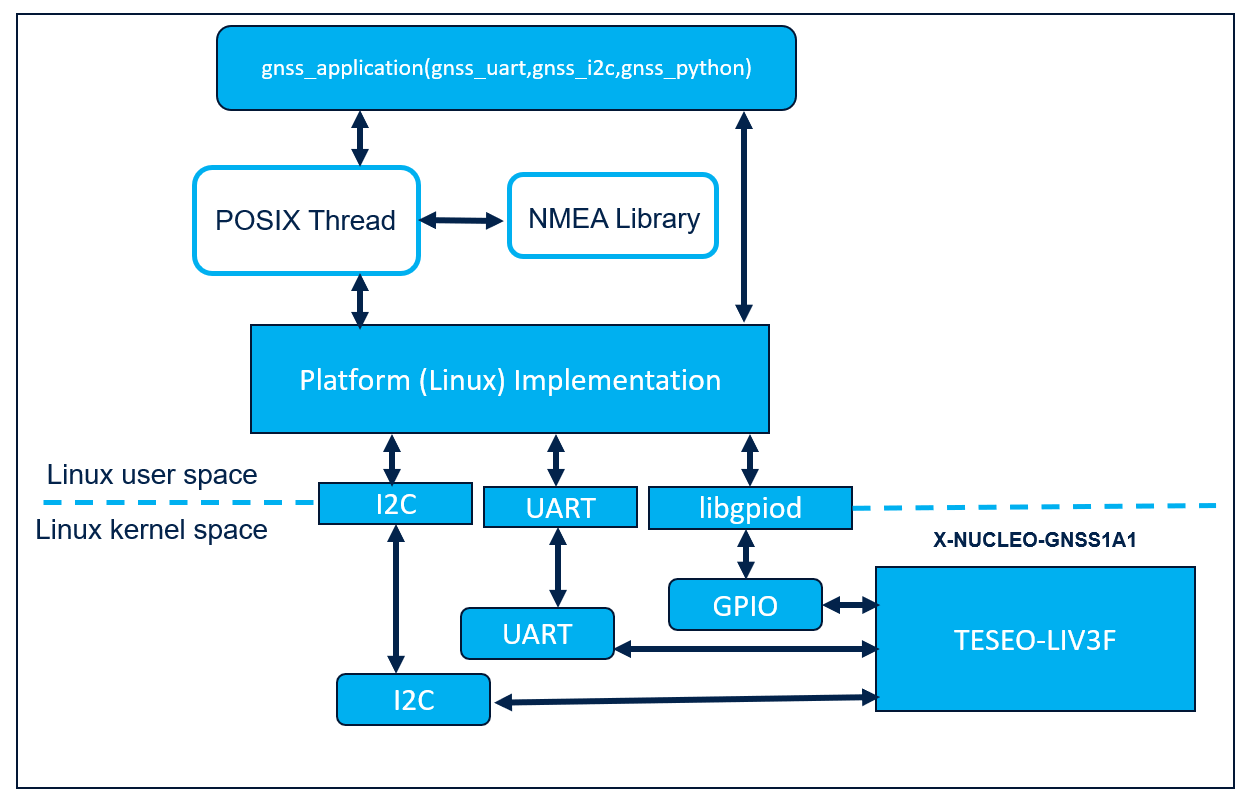 gnss_application(gnss_uart,gnss_i2c,gnss_python)
POSIX Thread
NMEA Library
Platform (Linux) Implementation
Linux user space
I2C
UART
libgpiod
Linux kernel space
X-NUCLEO-GNSS1A1
GPIO
UART
TESEO-LIV3F
I2C